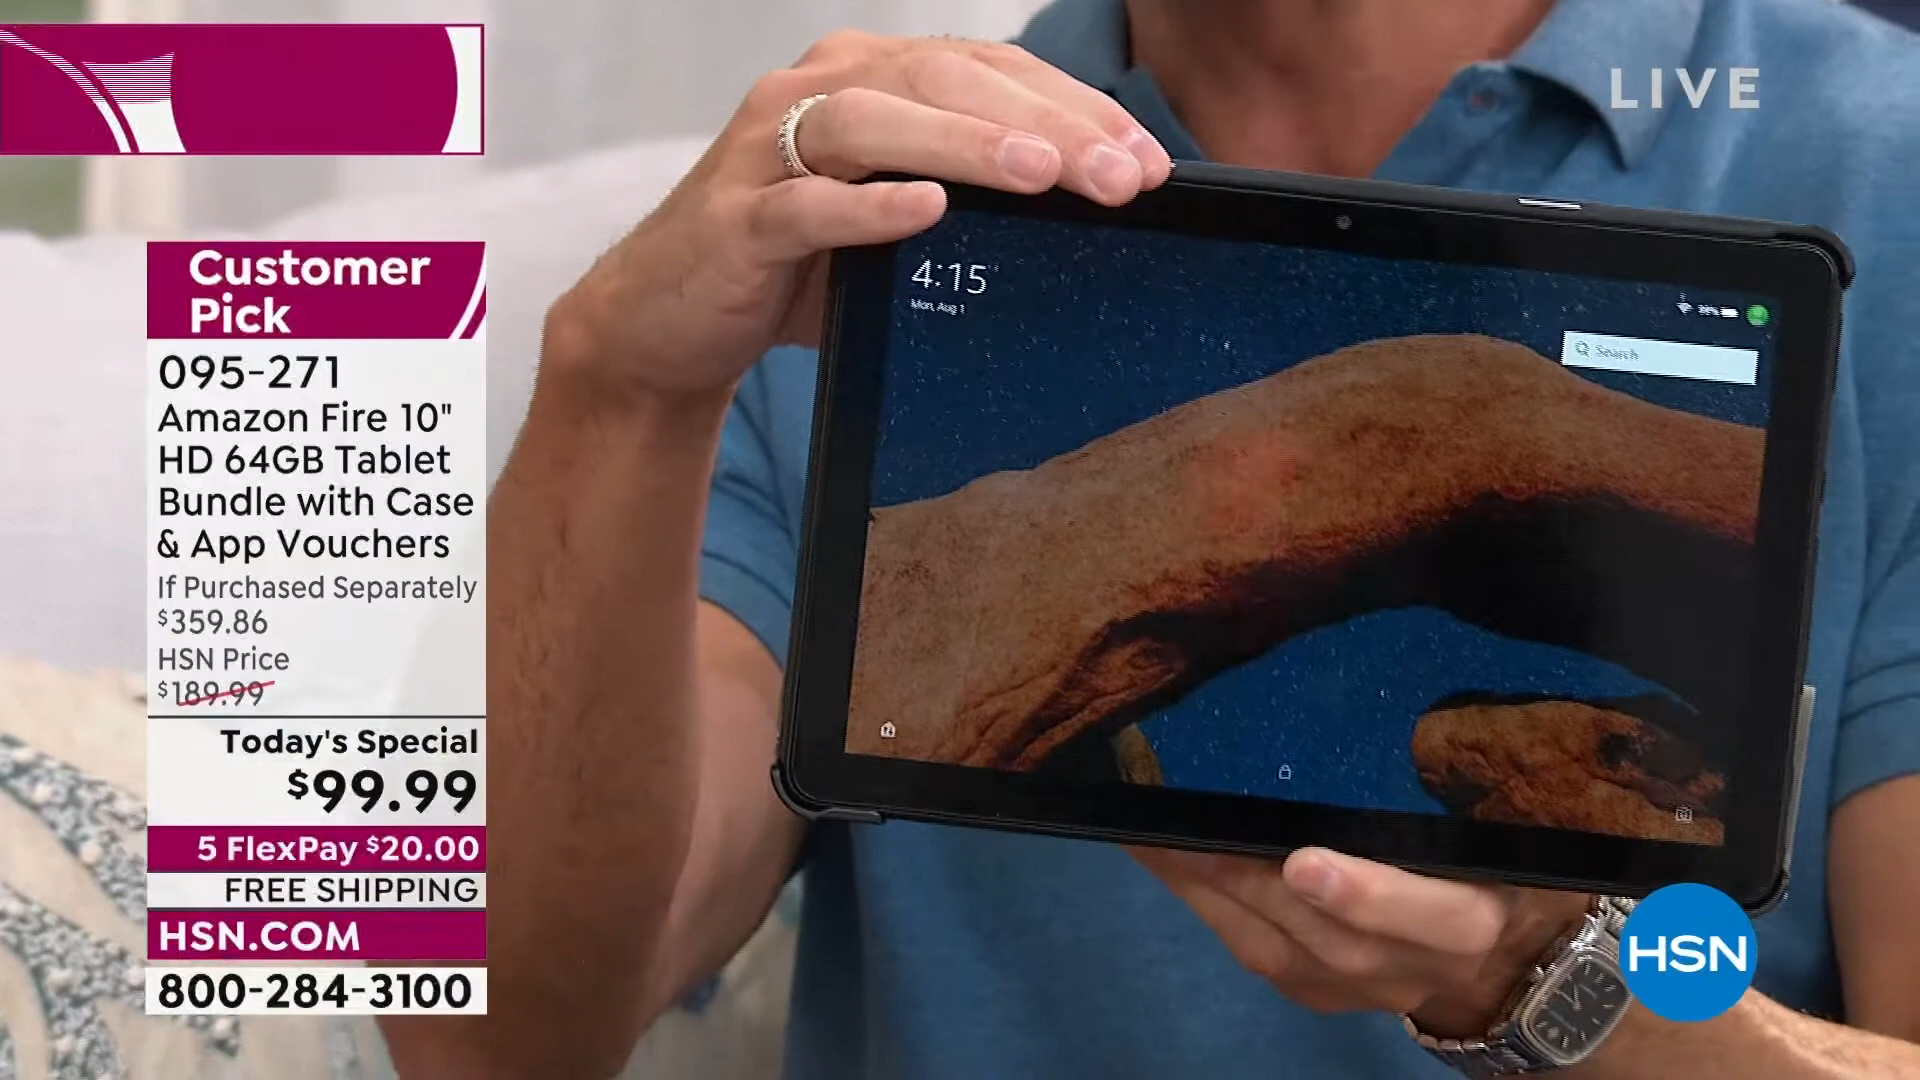 LIVE
Customer
Pick
095-271
Amazon Fire 10"
HD 64GB Tablet
Bundle with Case
& App Vouchers
If Purchased Separately
$359.86
HSN Price
$189.99
Today's Special
$99.99
5 FlexPay $20.00
FREE SHIPPING
HSN.COM
800-284-3100
4:15
Mon, Aug 1
Search
HSN